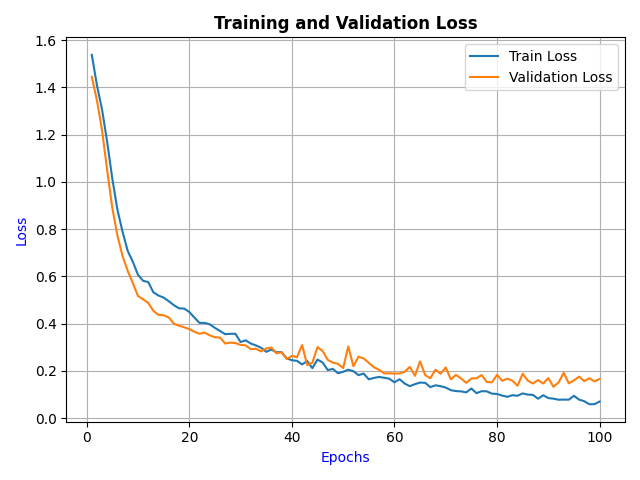 Training and Validation Loss
1.6
1.4
1.2
1.0
0.8
0.6
0.4
0.2
0.0
Loss
Train Loss
Validation Loss
0 20 40 60 80 100
Epochs